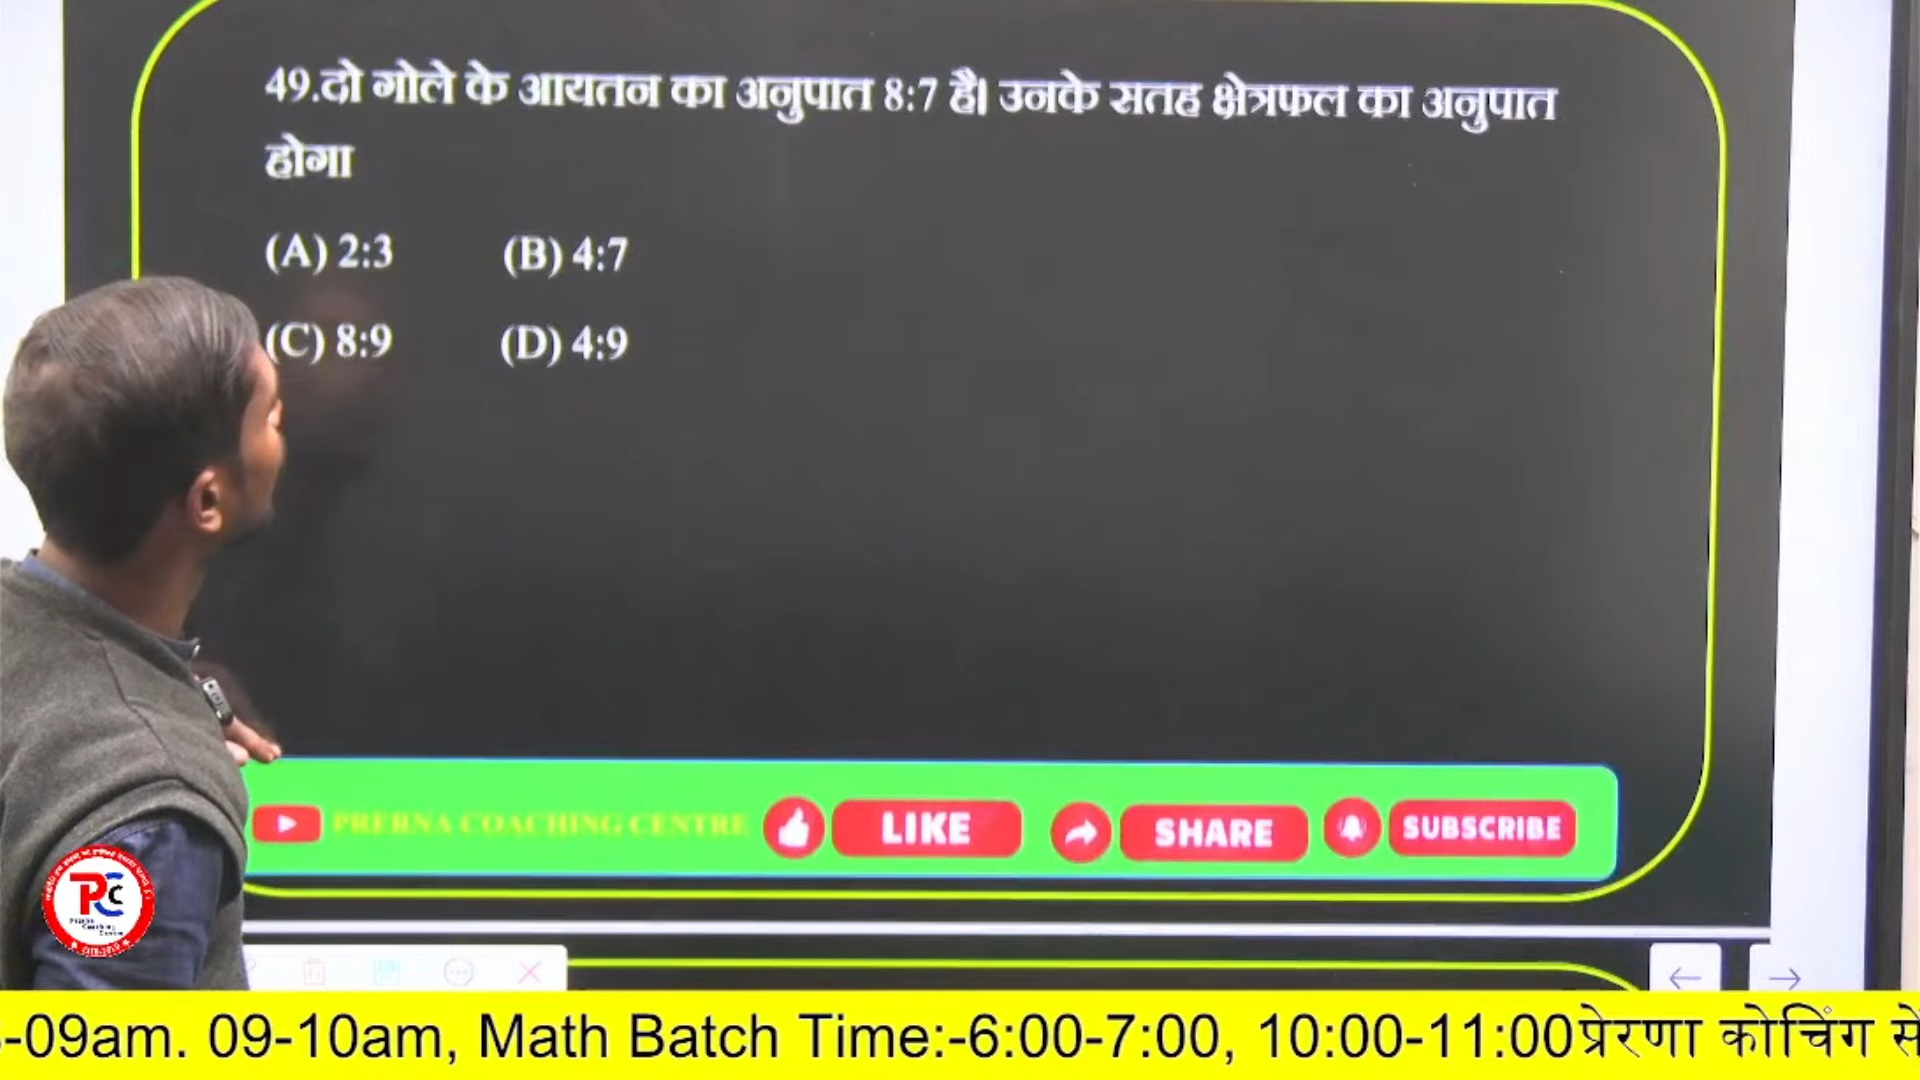 49.दो गोले के आयतन का अनुपात 8:7 है। उनके सतह क्षेत्रफल का अनुपात
होगा
(A) 2:3 (B) 4:7
(C) 8:9 (D) 4:9
PRERNA COACHING CENTRE LIKE SHARE SUBSCRIBE
PCC
-09am. 09-10am, Math Batch Time:-6:00-7:00, 10:00-11:00प्रेरणा कोचिंग से